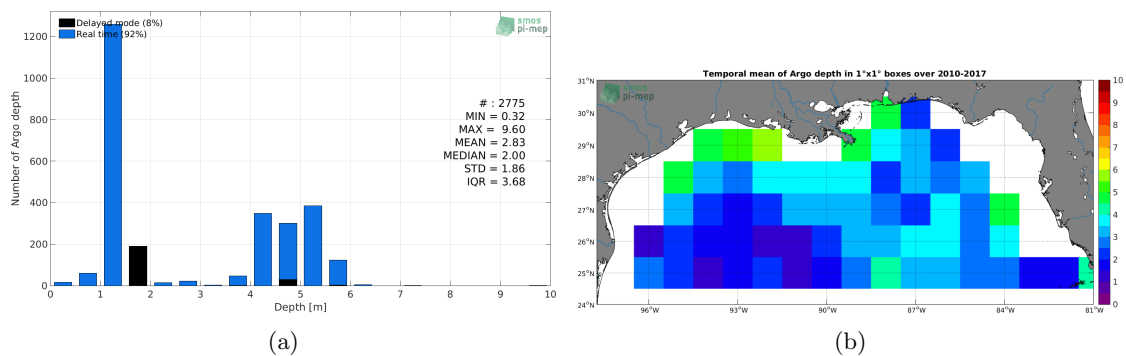 Delayed mode (8%)
Real time (92%)
smos
pi-mep
# : 2775
MIN = 0.32
MAX = 9.60
MEAN = 2.83
MEDIAN = 2.00
STD = 1.86
IQR = 3.68
Number of Argo depth
0
200
400
600
800
1000
1200
0 1 2 3 4 5 6 7 8 9 10
Depth [m]
(a)
Temporal mean of Argo depth in 1°x1° boxes over 2010-2017
smos
pi-mep
31°N
30°N
29°N
28°N
27°N
26°N
25°N
24°N
96°W 93°W 90°W 87°W 84°W 81°W
10
9
8
7
6
5
4
3
2
1
0
(b)